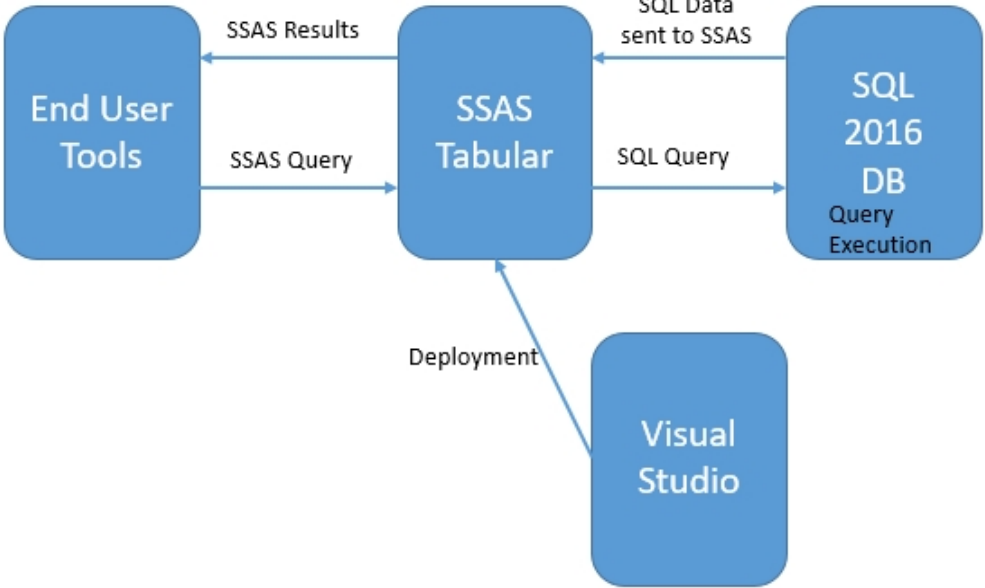 SQL Data
sent to SSAS
SSAS Results
End User
Tools
SSAS
Tabular
SQL
2016
DB
SSAS Query
SQL Query
Query
Execution
Deployment
Visual
Studio